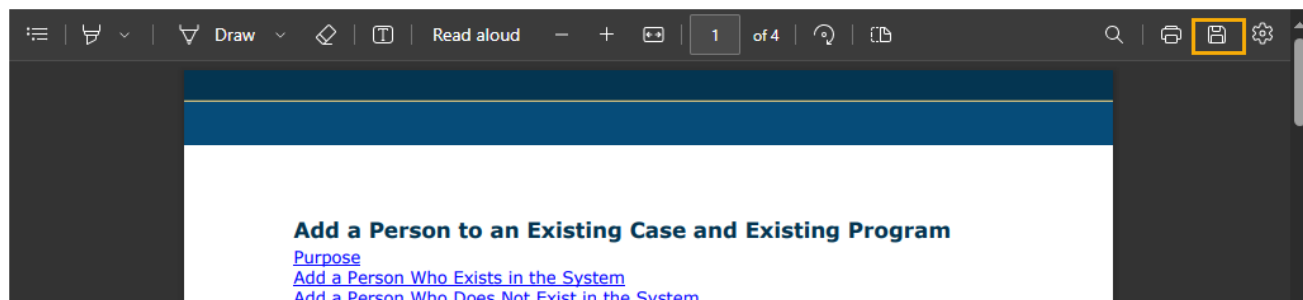 Draw Read aloud 1 of 4
Add a Person to an Existing Case and Existing Program
Purpose
Add a Person Who Exists in the System
Add a Person Who Does Not Exist in the System